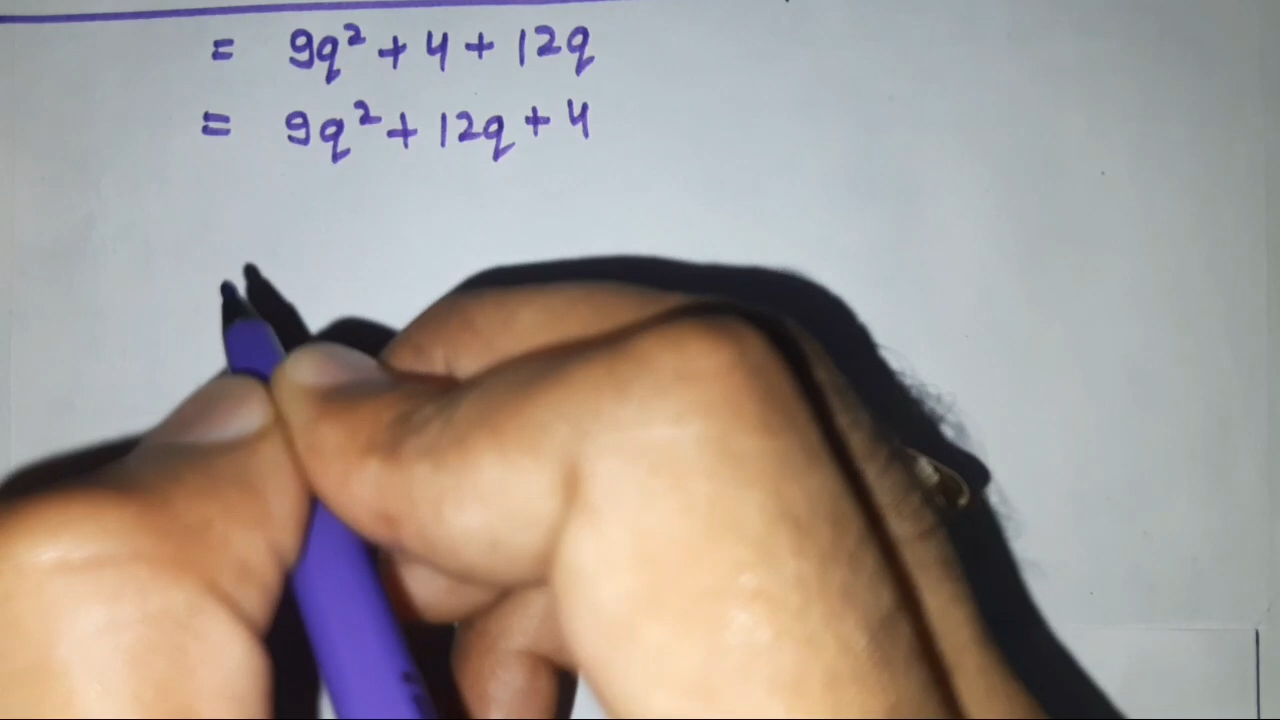 = 9q² + 4 + 12q
= 9q² + 12q + 4